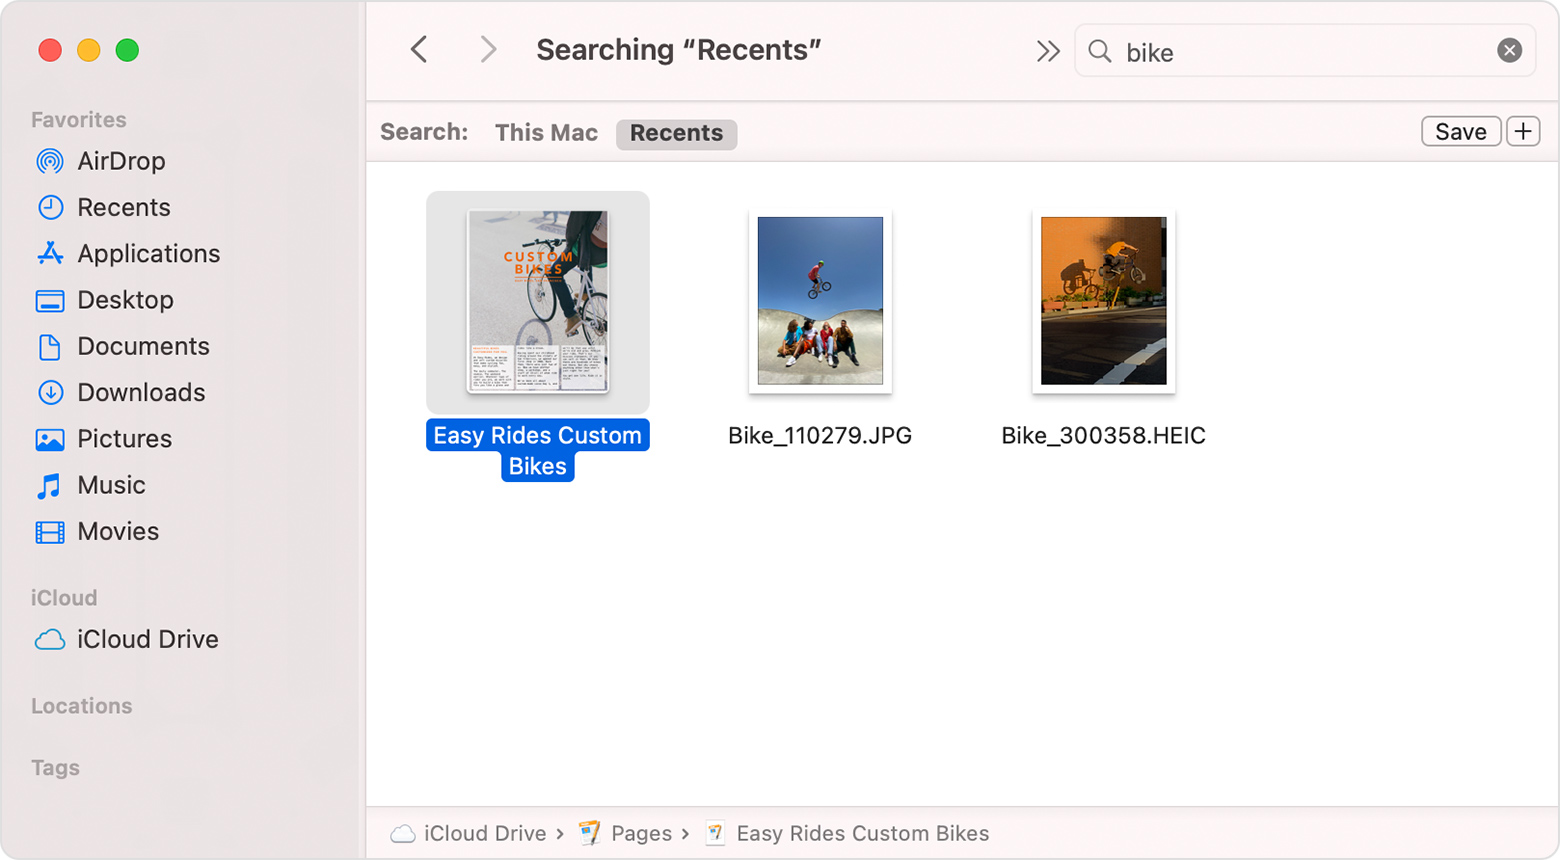 Searching “Recents”
bike
Search: This Mac Recents
Save +
Favorites
AirDrop
Recents
Applications
Desktop
Documents
Downloads
Pictures
Music
Movies
iCloud
iCloud Drive
Locations
Tags
CUSTOM
BIKES
Easy Rides Custom
Bikes
Bike_110279.JPG
Bike_300358.HEIC
iCloud Drive › Pages › Easy Rides Custom Bikes